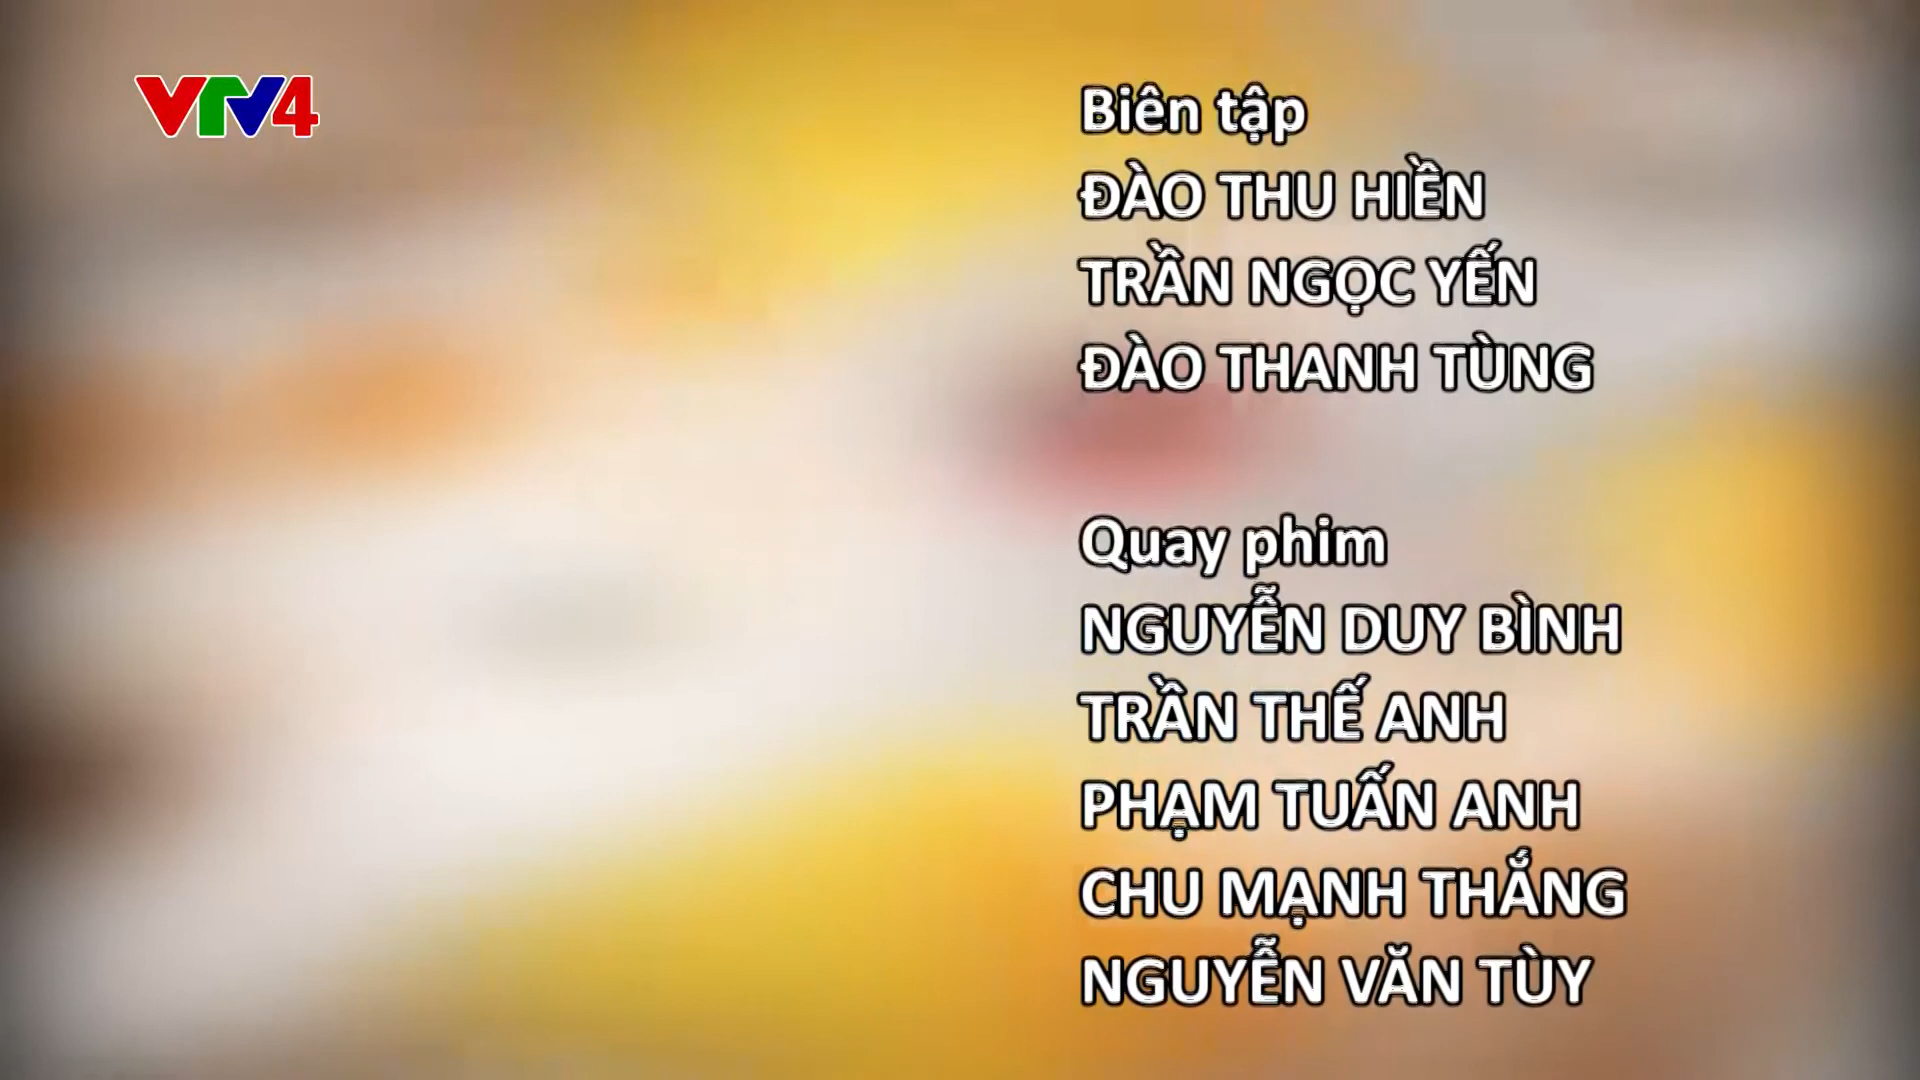 VTV4
Biên tập
ĐÀO THU HIỀN
TRẦN NGỌC YẾN
ĐÀO THANH TÙNG
Quay phim
NGUYỄN DUY BÌNH
TRẦN THẾ ANH
PHẠM TUẤN ANH
CHU MẠNH THẮNG
NGUYỄN VĂN TÙY